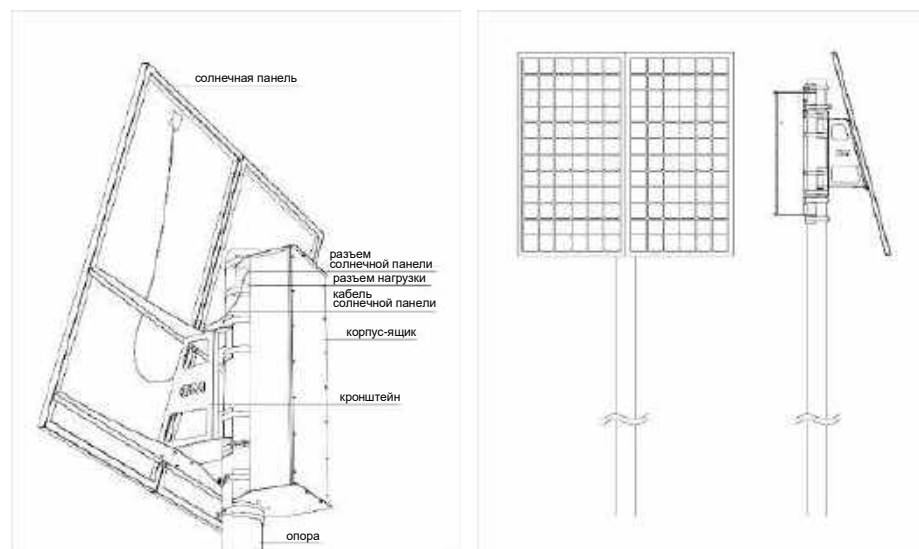 солнечная панель
разъем
солнечной панели
разъем нагрузки
кабель
солнечной панели
корпус-ящик
кронштейн
опора